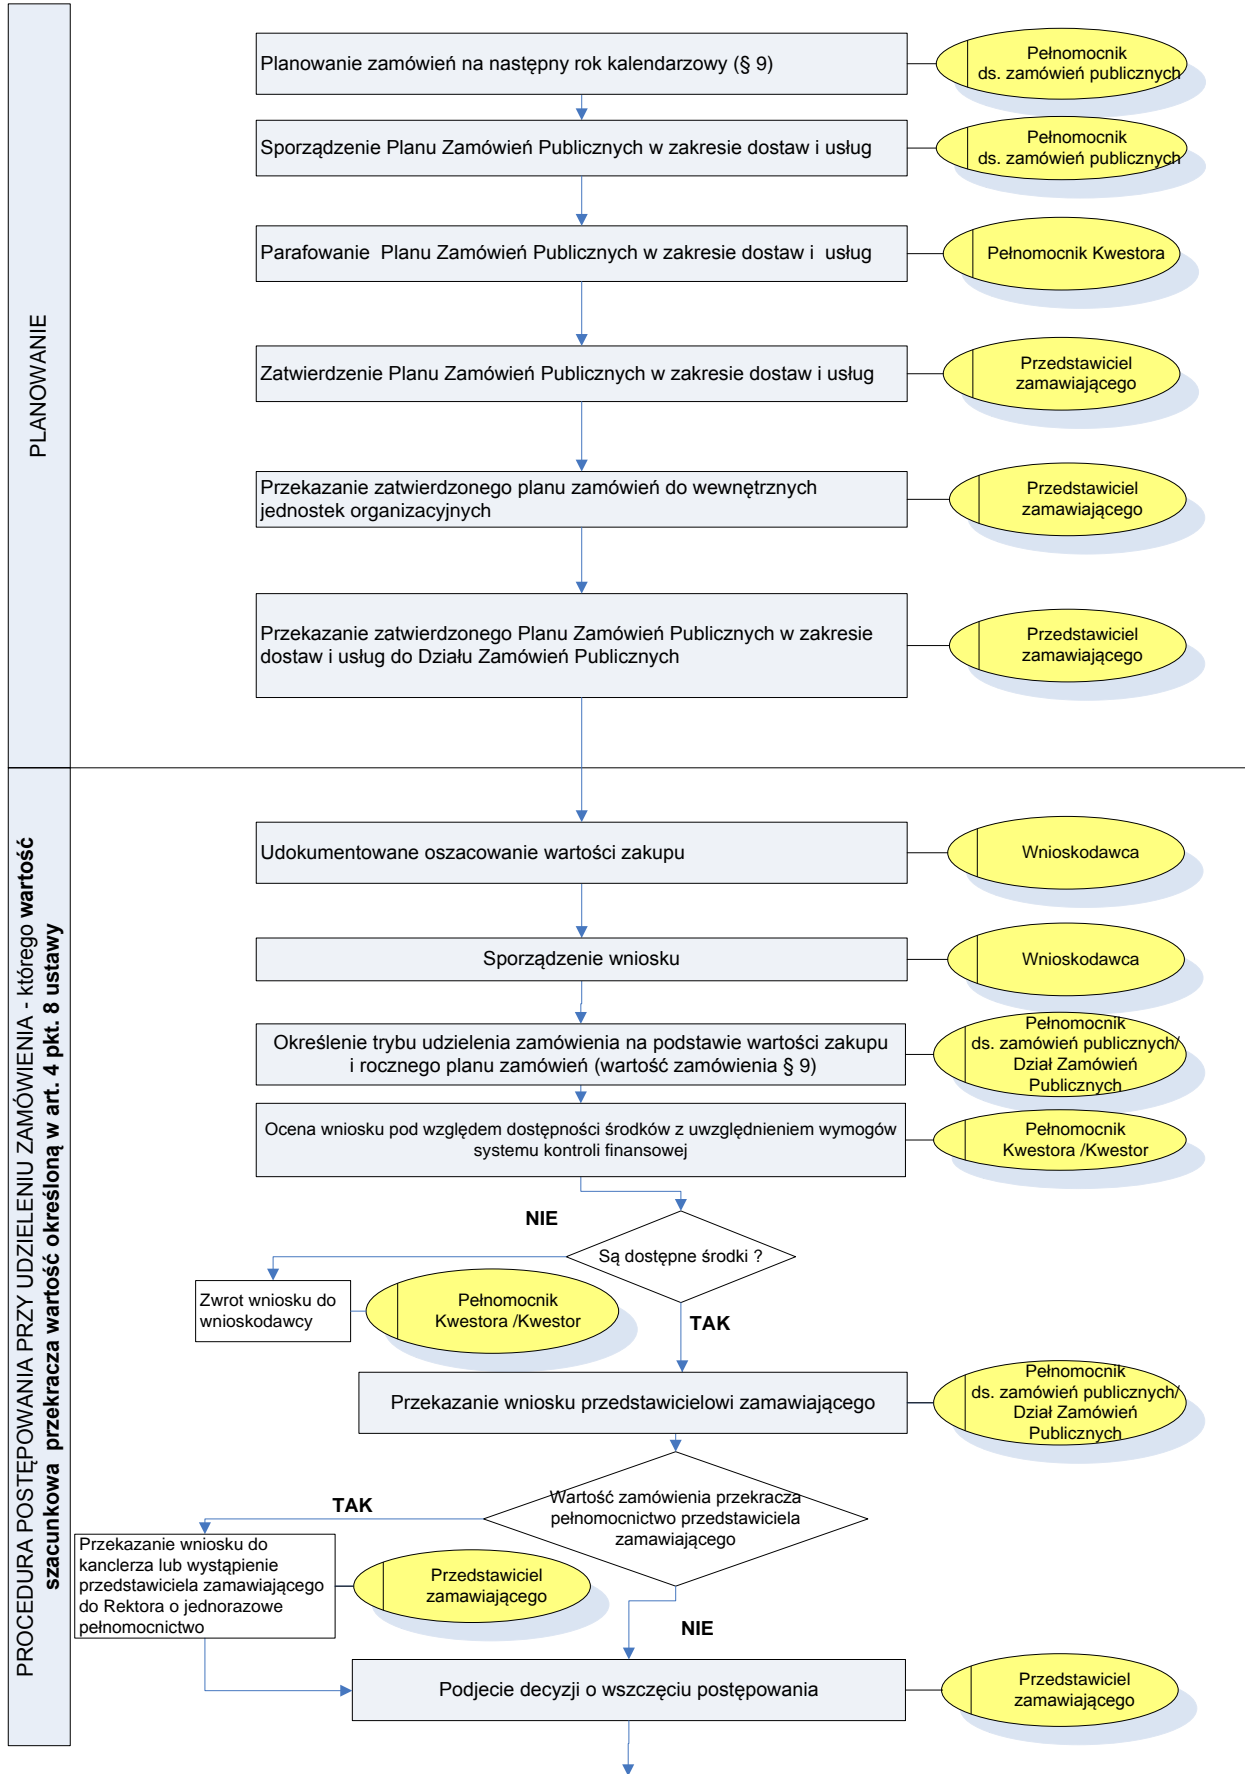 PLANOWANIE
Planowanie zamówień na następny rok kalendarzowy (§ 9)
Pełnomocnik
ds. zamówień publicznych
Sporządzenie Planu Zamówień Publicznych w zakresie dostaw i usług
Pełnomocnik
ds. zamówień publicznych
Parafowanie Planu Zamówień Publicznych w zakresie dostaw i usług
Pełnomocnik Kwestora
Zatwierdzenie Planu Zamówień Publicznych w zakresie dostaw i usług
Przedstawiciel
zamawiającego
Przekazanie zatwierdzonego planu zamówień do wewnętrznych
jednostek organizacyjnych
Przedstawiciel
zamawiającego
Przekazanie zatwierdzonego Planu Zamówień Publicznych w zakresie
dostaw i usług do Działu Zamówień Publicznych
Przedstawiciel
zamawiającego
PROCEDURA POSTĘPOWANIA PRZY UDZIELENIU ZAMÓWIENIA - którego wartość
szacunkowa przekracza wartość określoną w art. 4 pkt. 8 ustawy
Udokumentowane oszacowanie wartości zakupu
Wnioskodawca
Sporządzenie wniosku
Wnioskodawca
Określenie trybu udzielenia zamówienia na podstawie wartości zakupu
i rocznego planu zamówień (wartość zamówienia § 9)
Pełnomocnik
ds. zamówień publicznych/
Dział Zamówień
Publicznych
Ocena wniosku pod względem dostępności środków z uwzględnieniem wymogów
systemu kontroli finansowej
Pełnomocnik
Kwestora /Kwestor
NIE
Są dostępne środki ?
Zwrot wniosku do
wnioskodawcy
Pełnomocnik
Kwestora /Kwestor
TAK
Przekazanie wniosku przedstawicielowi zamawiającego
Pełnomocnik
ds. zamówień publicznych/
Dział Zamówień
Publicznych
Wartość zamówienia przekracza
pełnomocnictwo przedstawiciela
zamawiającego
TAK
Przekazanie wniosku do
kanclerza lub wystąpienie
przedstawiciela zamawiającego
do Rektora o jednorazowe
pełnomocnictwo
Przedstawiciel
zamawiającego
NIE
Podjecie decyzji o wszczęciu postępowania
Przedstawiciel
zamawiającego